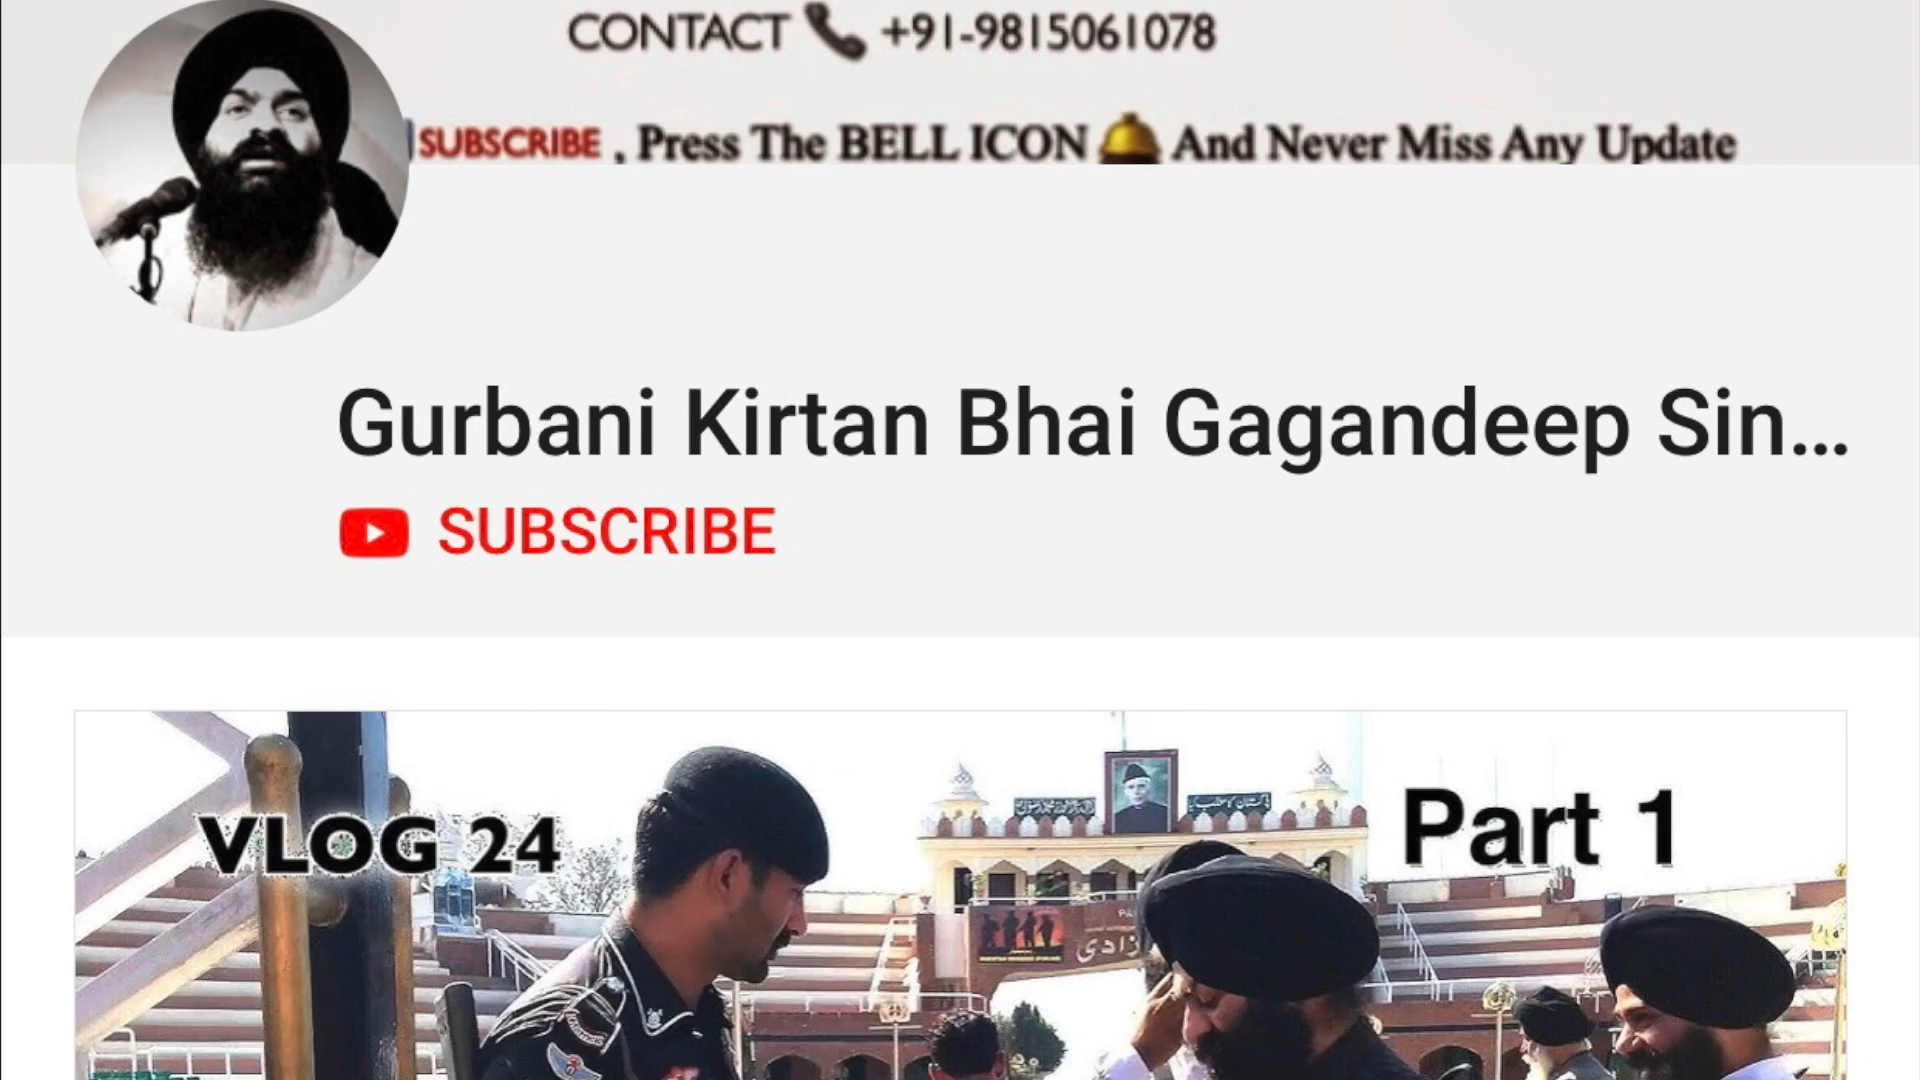 CONTACT +91-9815061078
SUBSCRIBE , Press The BELL ICON And Never Miss Any Update
Gurbani Kirtan Bhai Gagandeep Sin...
SUBSCRIBE
VLOG 24
Part 1